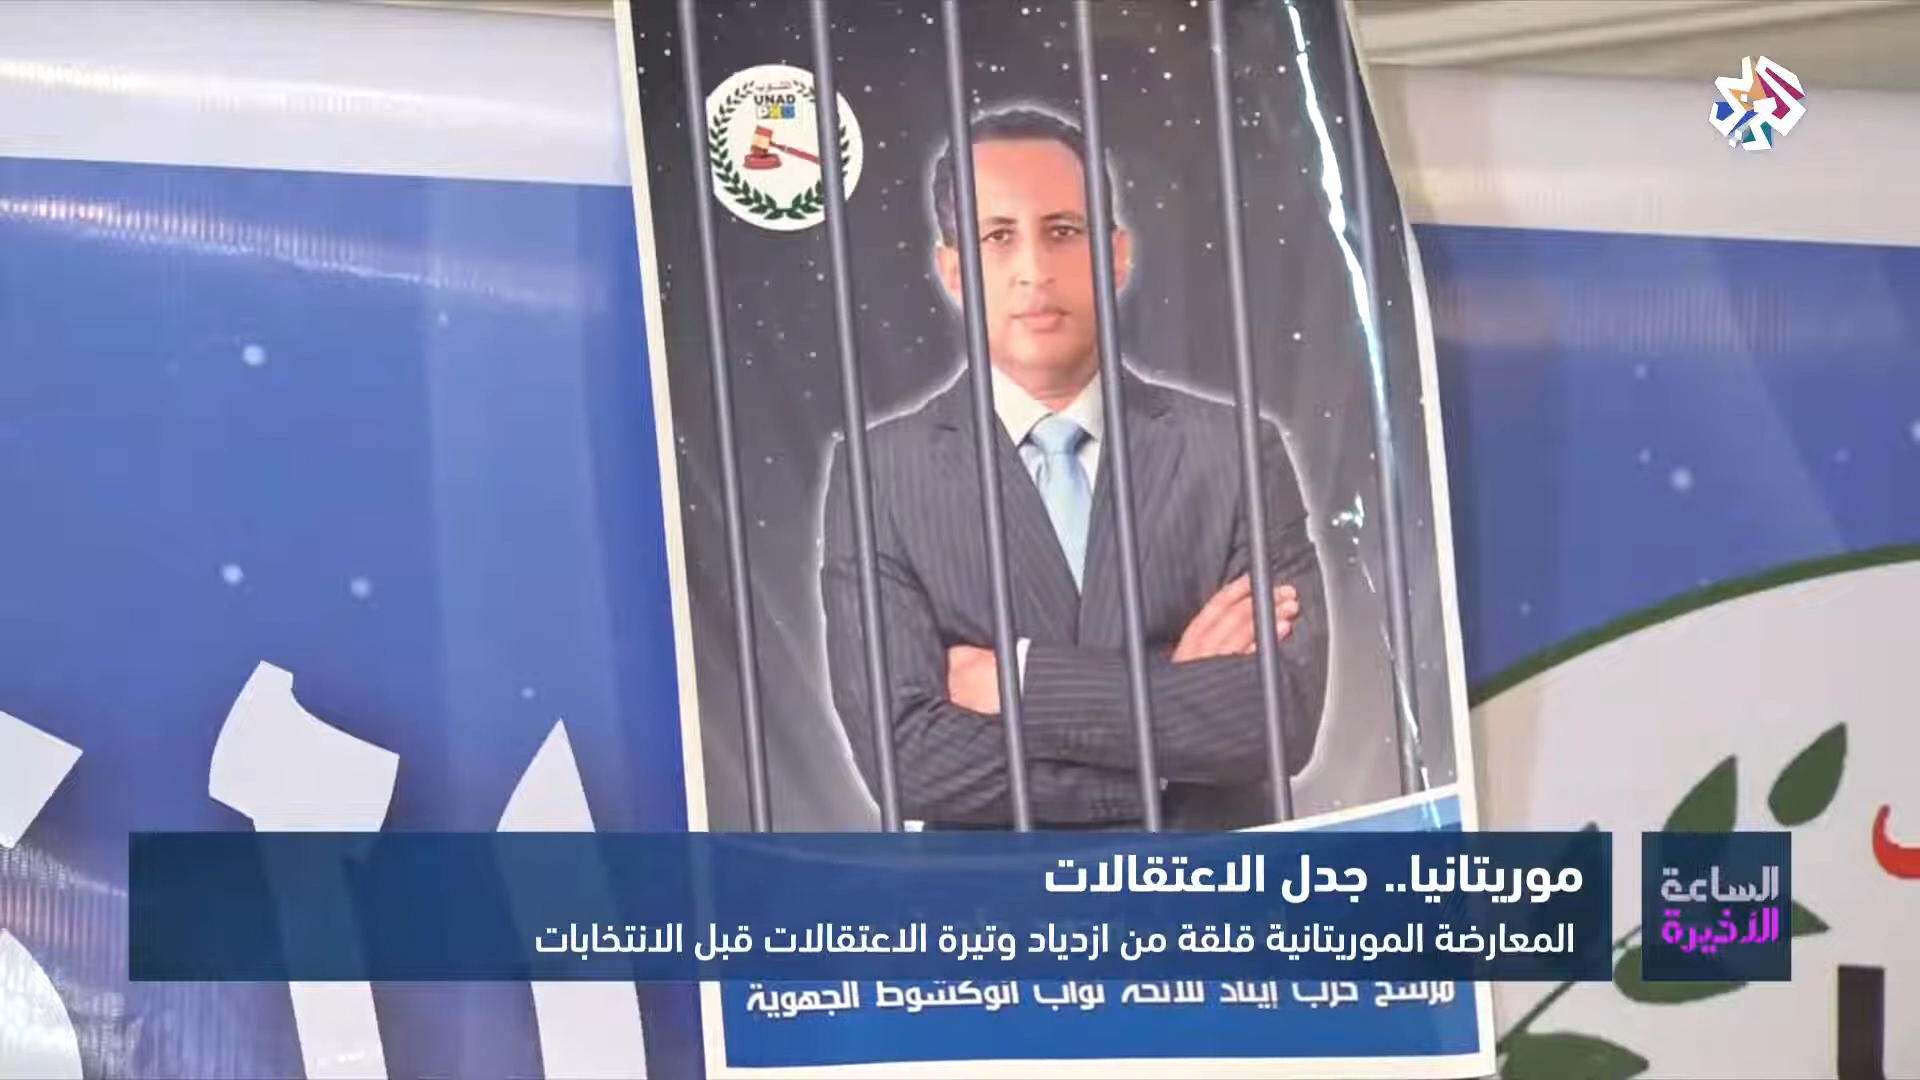 UNAD
موريتانيا.. جدل الاعتقالات
المعارضة الموريتانية قلقة من ازدياد وتيرة الاعتقالات قبل الانتخابات
الساعة
الأخيرة
مرشح حزب إيناد للائحة نواب انوكشوط الجهوية